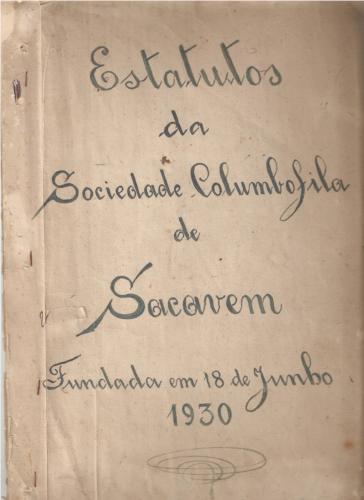 Estatutos
da
Sociedade Columbofila
de
Sacavem
Fundada em 18 de Junho
1930